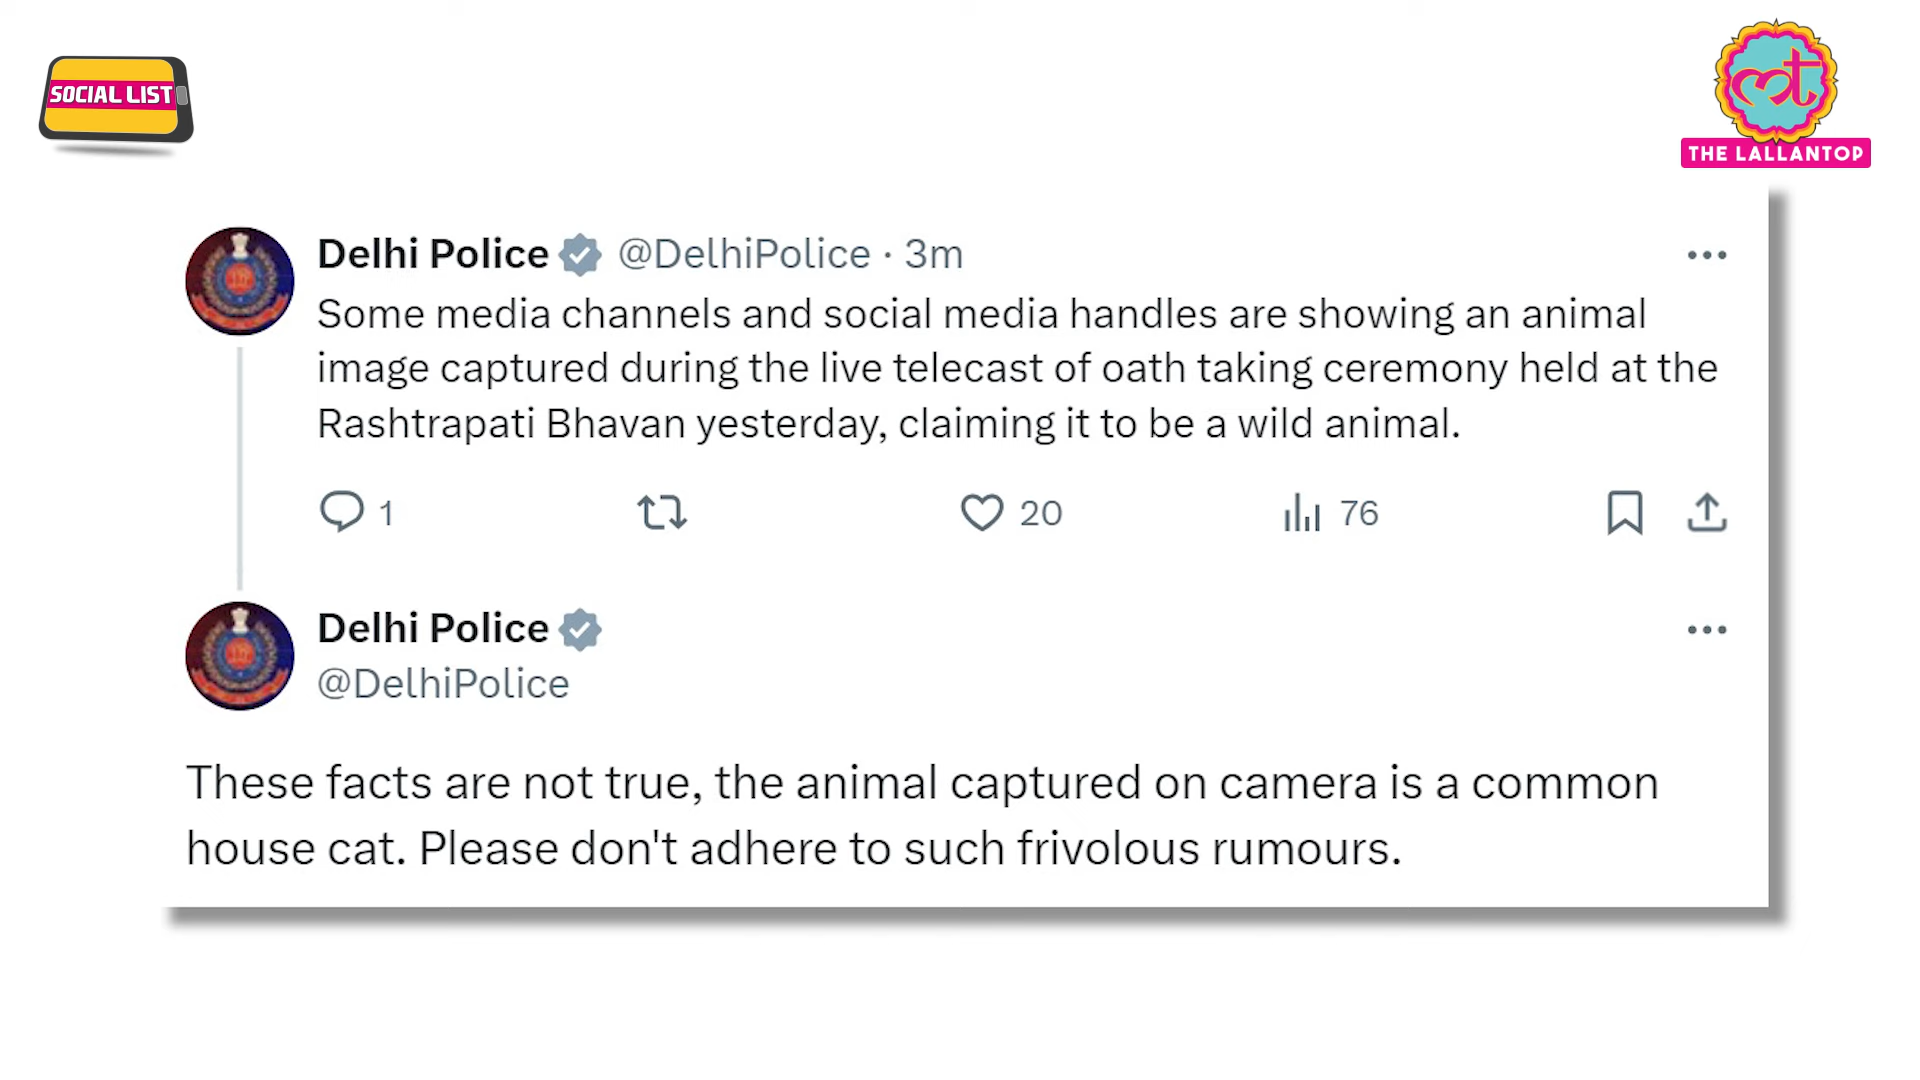 SOCIAL LIST
THE LALLANTOP
Delhi Police @DelhiPolice · 3m
Some media channels and social media handles are showing an animal
image captured during the live telecast of oath taking ceremony held at the
Rashtrapati Bhavan yesterday, claiming it to be a wild animal.
1 20 76
Delhi Police
@DelhiPolice
These facts are not true, the animal captured on camera is a common
house cat. Please don't adhere to such frivolous rumours.